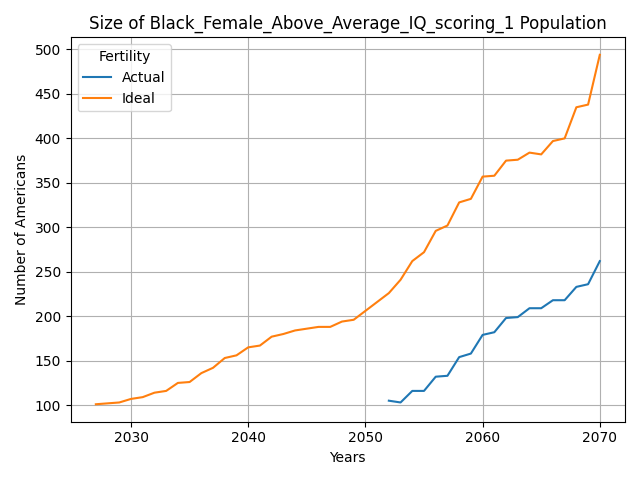 Size of Black_Female_Above_Average_IQ_scoring_1 Population
Fertility
Actual
Ideal
500
450
400
350
300
250
200
150
100
Number of Americans
2030
2040
2050
2060
2070
Years